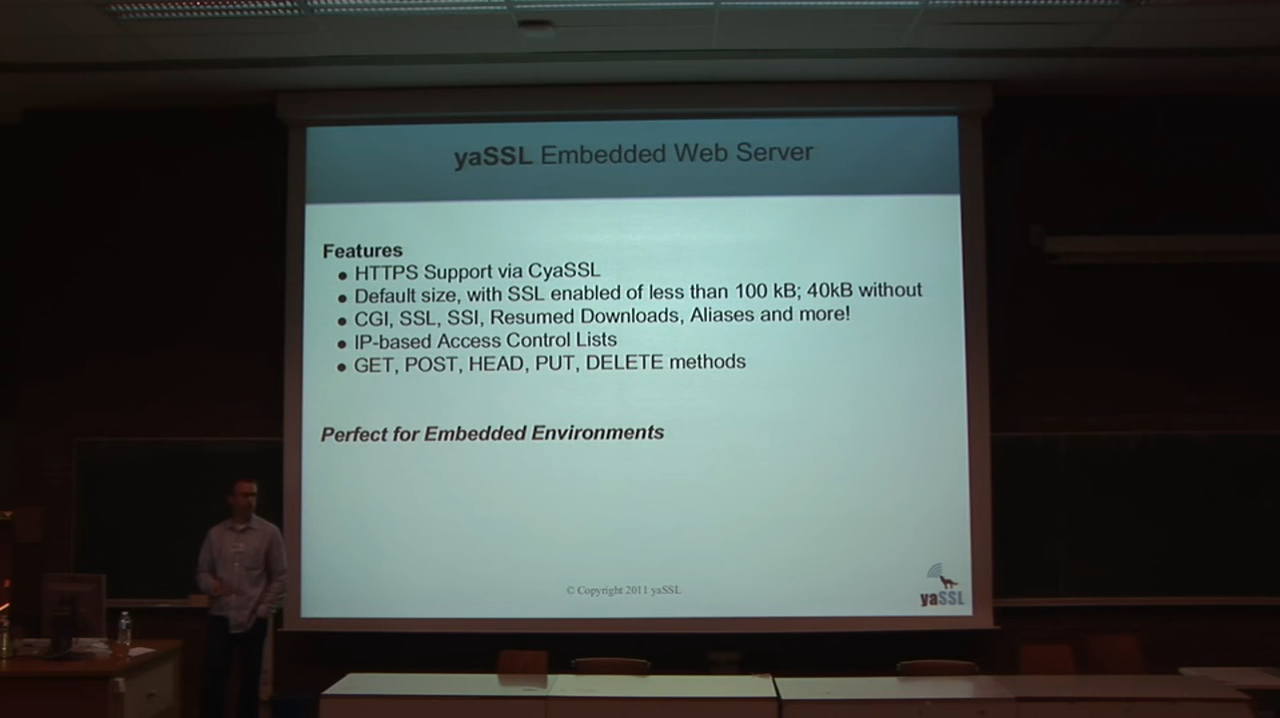 yaSSL Embedded Web Server
Features
● HTTPS Support via CyaSSL
● Default size, with SSL enabled of less than 100 kB; 40kB without
● CGI, SSL, SSI, Resumed Downloads, Aliases and more!
● IP-based Access Control Lists
● GET, POST, HEAD, PUT, DELETE methods
Perfect for Embedded Environments
© Copyright 2011 yaSSL
yaSSL